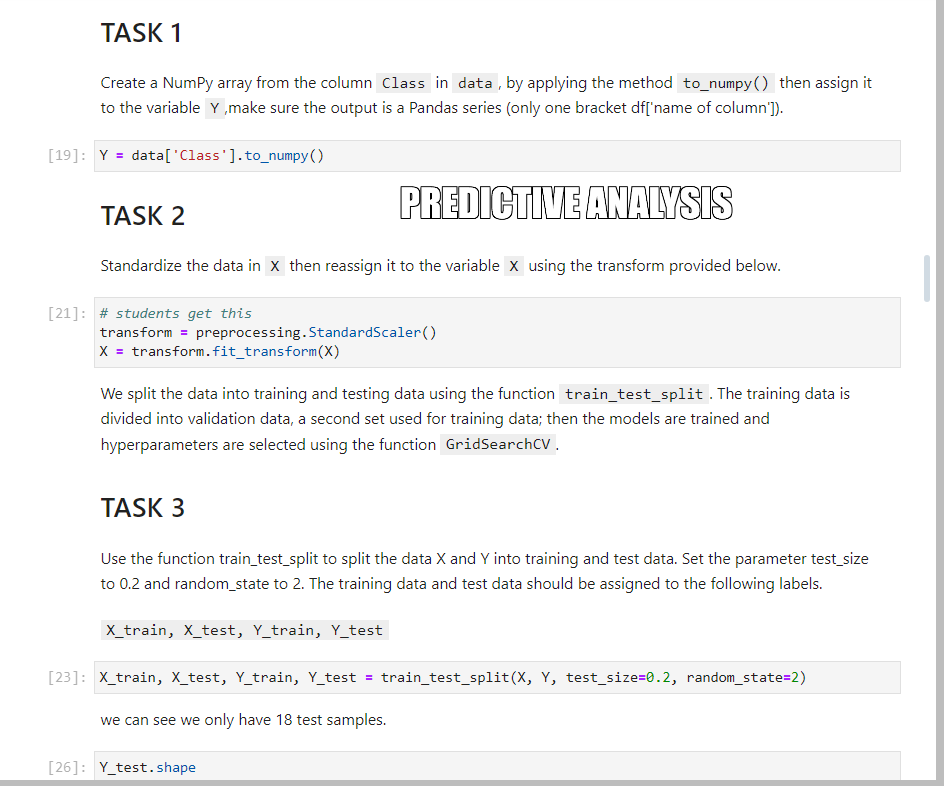 TASK 1
Create a NumPy array from the column Class in data , by applying the method to_numpy() then assign it
to the variable Y ,make sure the output is a Pandas series (only one bracket df['name of column']).
[19]: Y = data['Class'].to_numpy()
PREDICTIVE ANALYSIS
TASK 2
Standardize the data in X then reassign it to the variable X using the transform provided below.
[21]: # students get this
transform = preprocessing.StandardScaler()
X = transform.fit_transform(X)
We split the data into training and testing data using the function train_test_split . The training data is
divided into validation data, a second set used for training data; then the models are trained and
hyperparameters are selected using the function GridSearchCV .
TASK 3
Use the function train_test_split to split the data X and Y into training and test data. Set the parameter test_size
to 0.2 and random_state to 2. The training data and test data should be assigned to the following labels.
X_train, X_test, Y_train, Y_test
[23]: X_train, X_test, Y_train, Y_test = train_test_split(X, Y, test_size=0.2, random_state=2)
we can see we only have 18 test samples.
[26]: Y_test.shape